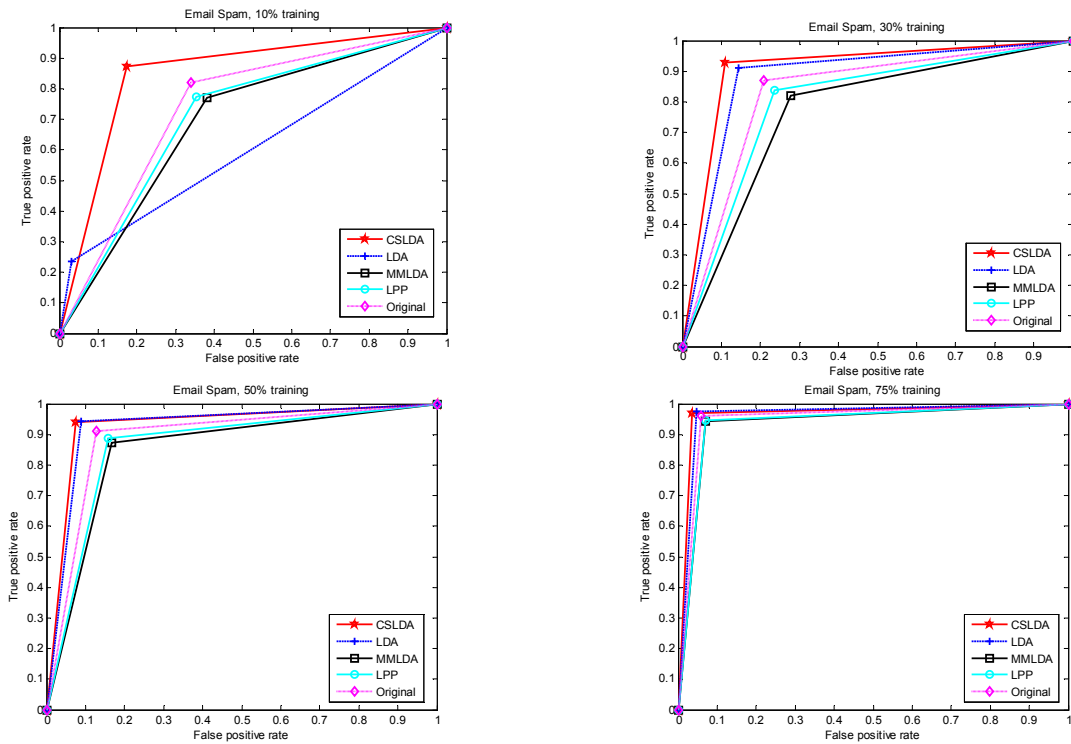 Email Spam, 10% training
1
0.9
0.8
0.7
0.6
0.5
0.4
0.3
0.2
0.1
0
True positive rate
0 0.1 0.2 0.3 0.4 0.5 0.6 0.7 0.8 0.9 1
False positive rate
CSLDA
LDA
MMLDA
LPP
Original
Email Spam, 30% training
1
0.9
0.8
0.7
0.6
0.5
0.4
0.3
0.2
0.1
0
True positive rate
0 0.1 0.2 0.3 0.4 0.5 0.6 0.7 0.8 0.9
False positive rate
CSLDA
LDA
MMLDA
LPP
Original
Email Spam, 50% training
1
0.9
0.8
0.7
0.6
0.5
0.4
0.3
0.2
0.1
0
True positive rate
0 0.1 0.2 0.3 0.4 0.5 0.6 0.7 0.8 0.9 1
False positive rate
CSLDA
LDA
MMLDA
LPP
Original
Email Spam, 75% training
1
0.9
0.8
0.7
0.6
0.5
0.4
0.3
0.2
0.1
0
True positive rate
0 0.1 0.2 0.3 0.4 0.5 0.6 0.7 0.8 0.9 1
False positive rate
CSLDA
LDA
MMLDA
LPP
Original